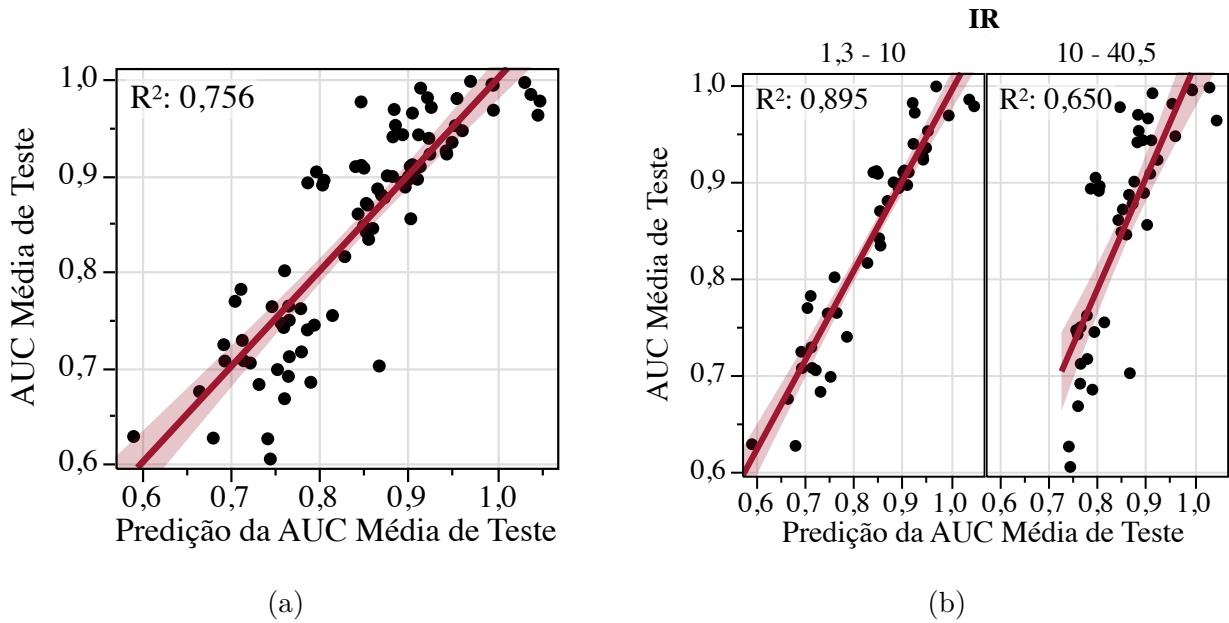 R²: 0,756
1,0
0,9
0,8
0,7
0,6
AUC Média de Teste
0,6 0,7 0,8 0,9 1,0
Predição da AUC Média de Teste
(a)
IR
1,3 - 10 10 - 40,5
R²: 0,895 R²: 0,650
1,0
0,9
0,8
0,7
0,6
AUC Média de Teste
0,6 0,7 0,8 0,9 1,0 0,6 0,7 0,8 0,9 1,0
Predição da AUC Média de Teste
(b)